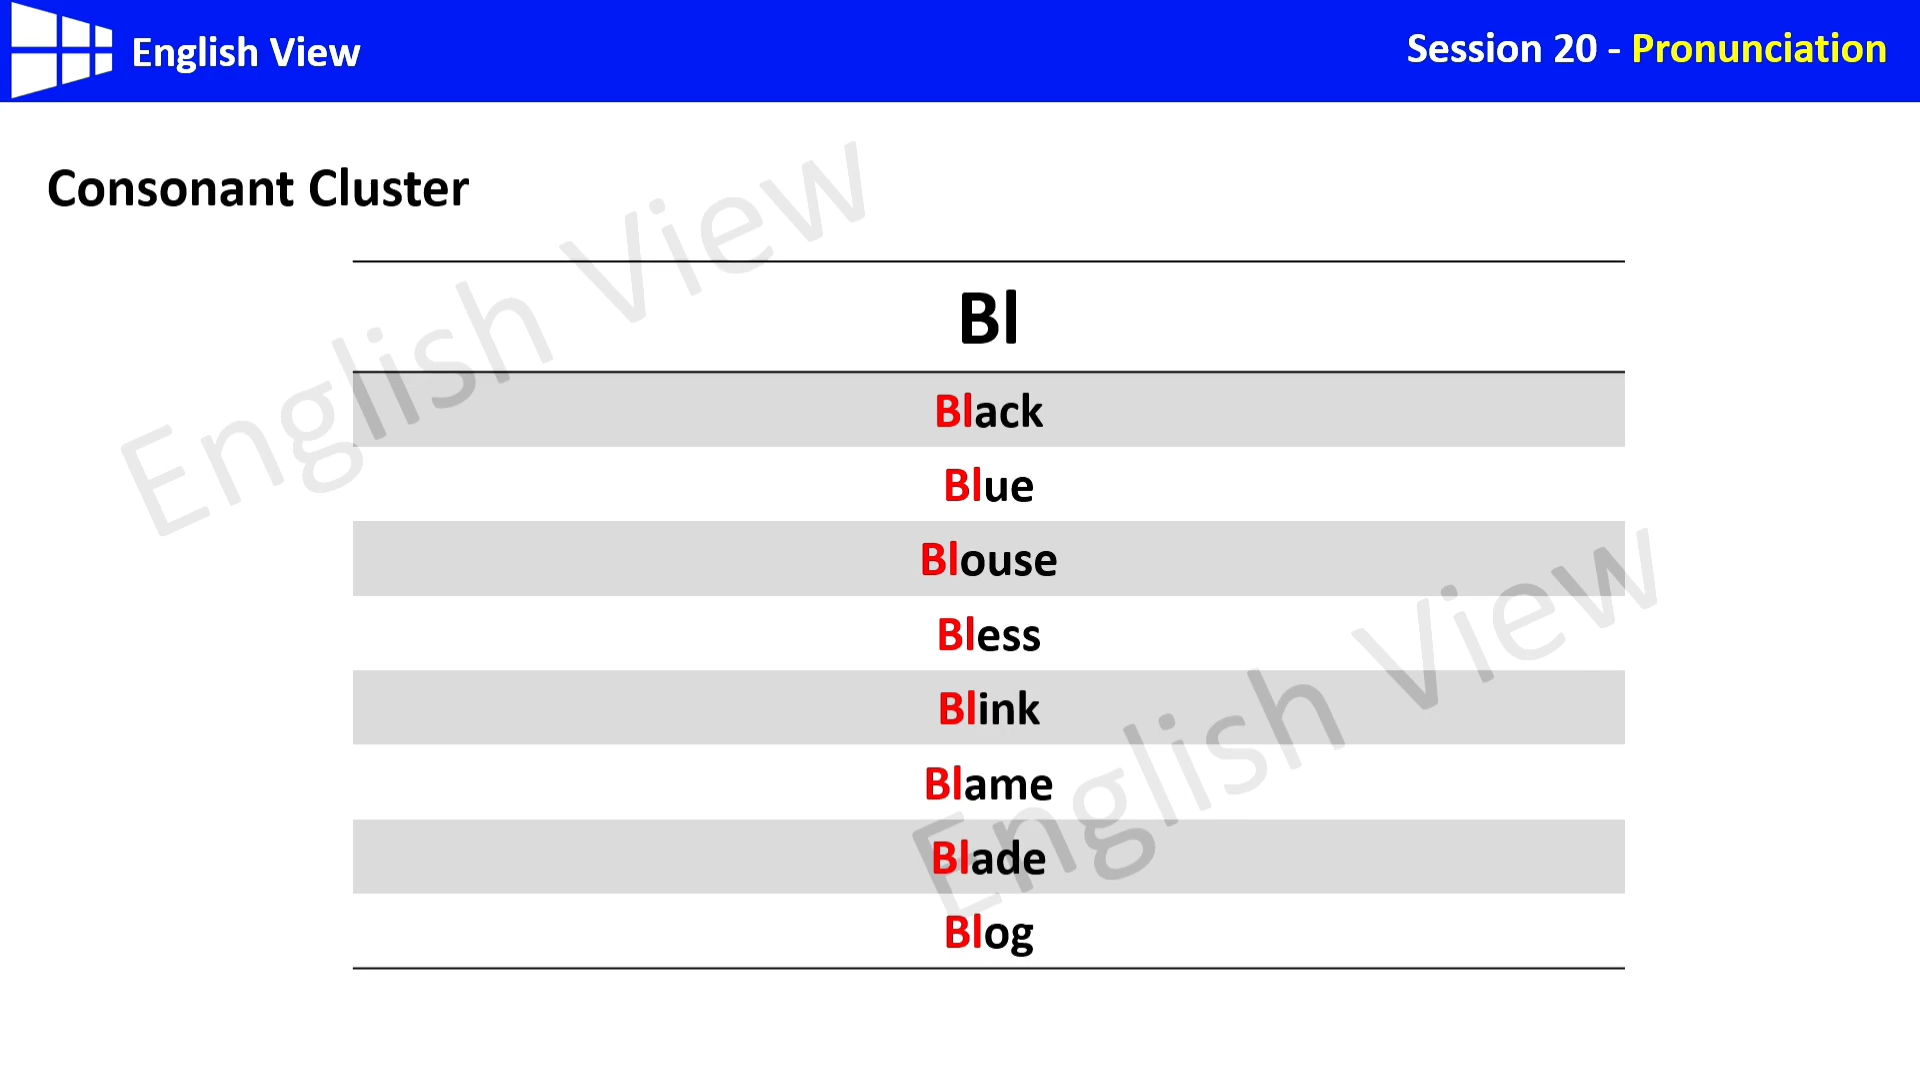 English View
Session 20 - Pronunciation
Consonant Cluster
Bl
Black
Blue
Blouse
Bless
Blink
Blame
Blade
Blog
English View
English View